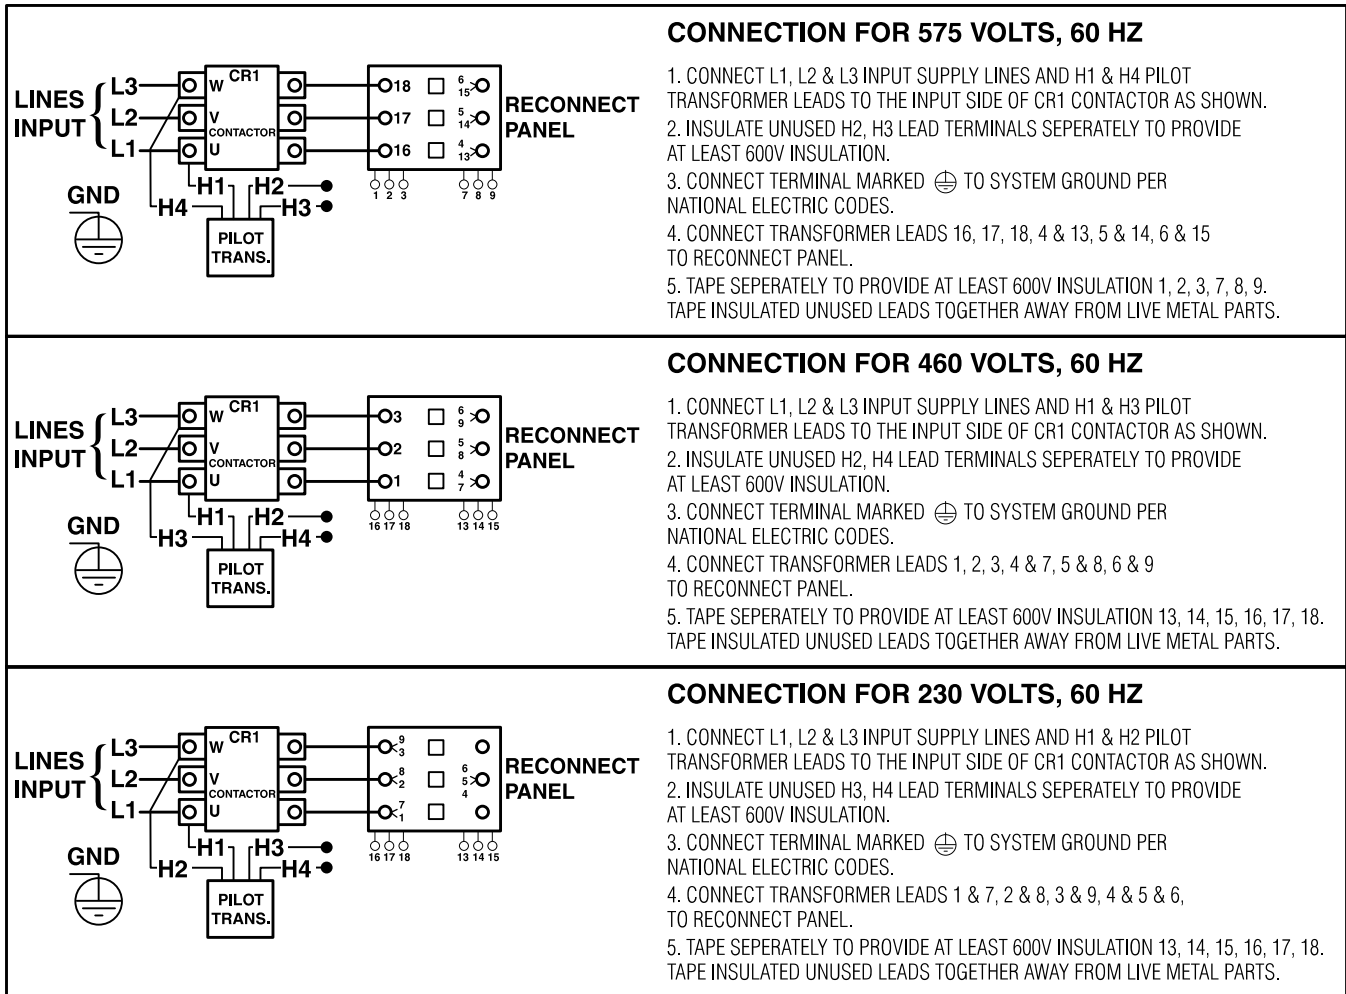 CONNECTION FOR 575 VOLTS, 60 HZ
LINES INPUT
L3
L2
L1
CR1
W
V
CONTACTOR
U
18
17
16
6
15
5
14
4
13
RECONNECT
PANEL
1 2 3
7 8 9
H1
H2
H4
H3
GND
PILOT
TRANS.
1. CONNECT L1, L2 & L3 INPUT SUPPLY LINES AND H1 & H4 PILOT
TRANSFORMER LEADS TO THE INPUT SIDE OF CR1 CONTACTOR AS SHOWN.
2. INSULATE UNUSED H2, H3 LEAD TERMINALS SEPERATELY TO PROVIDE
AT LEAST 600V INSULATION.
3. CONNECT TERMINAL MARKED TO SYSTEM GROUND PER
NATIONAL ELECTRIC CODES.
4. CONNECT TRANSFORMER LEADS 16, 17, 18, 4 & 13, 5 & 14, 6 & 15
TO RECONNECT PANEL.
5. TAPE SEPERATELY TO PROVIDE AT LEAST 600V INSULATION 1, 2, 3, 7, 8, 9.
TAPE INSULATED UNUSED LEADS TOGETHER AWAY FROM LIVE METAL PARTS.
CONNECTION FOR 460 VOLTS, 60 HZ
LINES INPUT
L3
L2
L1
CR1
W
V
CONTACTOR
U
3
2
1
6
9
5
8
4
7
RECONNECT
PANEL
16 17 18
13 14 15
H1
H2
H3
H4
GND
PILOT
TRANS.
1. CONNECT L1, L2 & L3 INPUT SUPPLY LINES AND H1 & H3 PILOT
TRANSFORMER LEADS TO THE INPUT SIDE OF CR1 CONTACTOR AS SHOWN.
2. INSULATE UNUSED H2, H4 LEAD TERMINALS SEPERATELY TO PROVIDE
AT LEAST 600V INSULATION.
3. CONNECT TERMINAL MARKED TO SYSTEM GROUND PER
NATIONAL ELECTRIC CODES.
4. CONNECT TRANSFORMER LEADS 1, 2, 3, 4 & 7, 5 & 8, 6 & 9
TO RECONNECT PANEL.
5. TAPE SEPERATELY TO PROVIDE AT LEAST 600V INSULATION 13, 14, 15, 16, 17, 18.
TAPE INSULATED UNUSED LEADS TOGETHER AWAY FROM LIVE METAL PARTS.
CONNECTION FOR 230 VOLTS, 60 HZ
LINES INPUT
L3
L2
L1
CR1
W
V
CONTACTOR
U
9
3
8
2
7
1
6
5
4
RECONNECT
PANEL
16 17 18
13 14 15
H1
H3
H2
H4
GND
PILOT
TRANS.
1. CONNECT L1, L2 & L3 INPUT SUPPLY LINES AND H1 & H2 PILOT
TRANSFORMER LEADS TO THE INPUT SIDE OF CR1 CONTACTOR AS SHOWN.
2. INSULATE UNUSED H3, H4 LEAD TERMINALS SEPERATELY TO PROVIDE
AT LEAST 600V INSULATION.
3. CONNECT TERMINAL MARKED TO SYSTEM GROUND PER
NATIONAL ELECTRIC CODES.
4. CONNECT TRANSFORMER LEADS 1 & 7, 2 & 8, 3 & 9, 4 & 5 & 6,
TO RECONNECT PANEL.
5. TAPE SEPERATELY TO PROVIDE AT LEAST 600V INSULATION 13, 14, 15, 16, 17, 18.
TAPE INSULATED UNUSED LEADS TOGETHER AWAY FROM LIVE METAL PARTS.